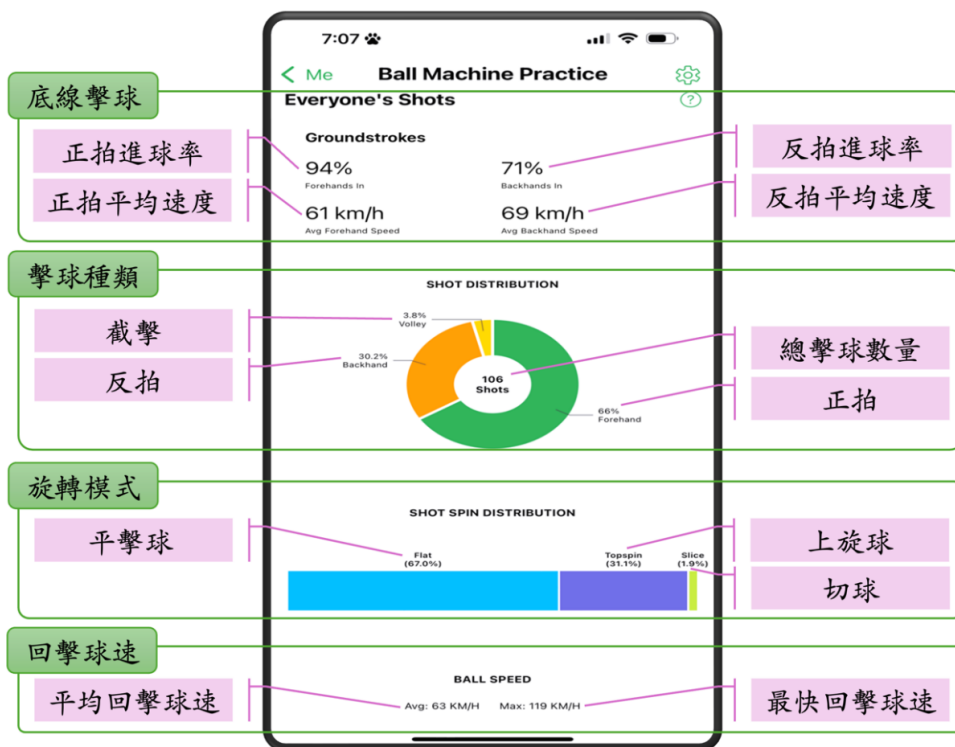 7:07
Me
Ball Machine Practice
底線擊球
Everyone's Shots
?
Groundstrokes
正拍進球率
94%
Forehands In
71%
Backhands In
反拍進球率
正拍平均速度
61 km/h
Avg Forehand Speed
69 km/h
Avg Backhand Speed
反拍平均速度
擊球種類
SHOT DISTRIBUTION
截擊
3.8%
Volley
反拍
30.2%
Backhand
106
Shots
總擊球數量
66%
Forehand
正拍
旋轉模式
SHOT SPIN DISTRIBUTION
平擊球
Flat
(67.0%)
Topspin
(31.1%)
Slice
(1.9%)
上旋球
切球
回擊球速
BALL SPEED
平均回擊球速
Avg: 63 KM/H
Max: 119 KM/H
最快回擊球速